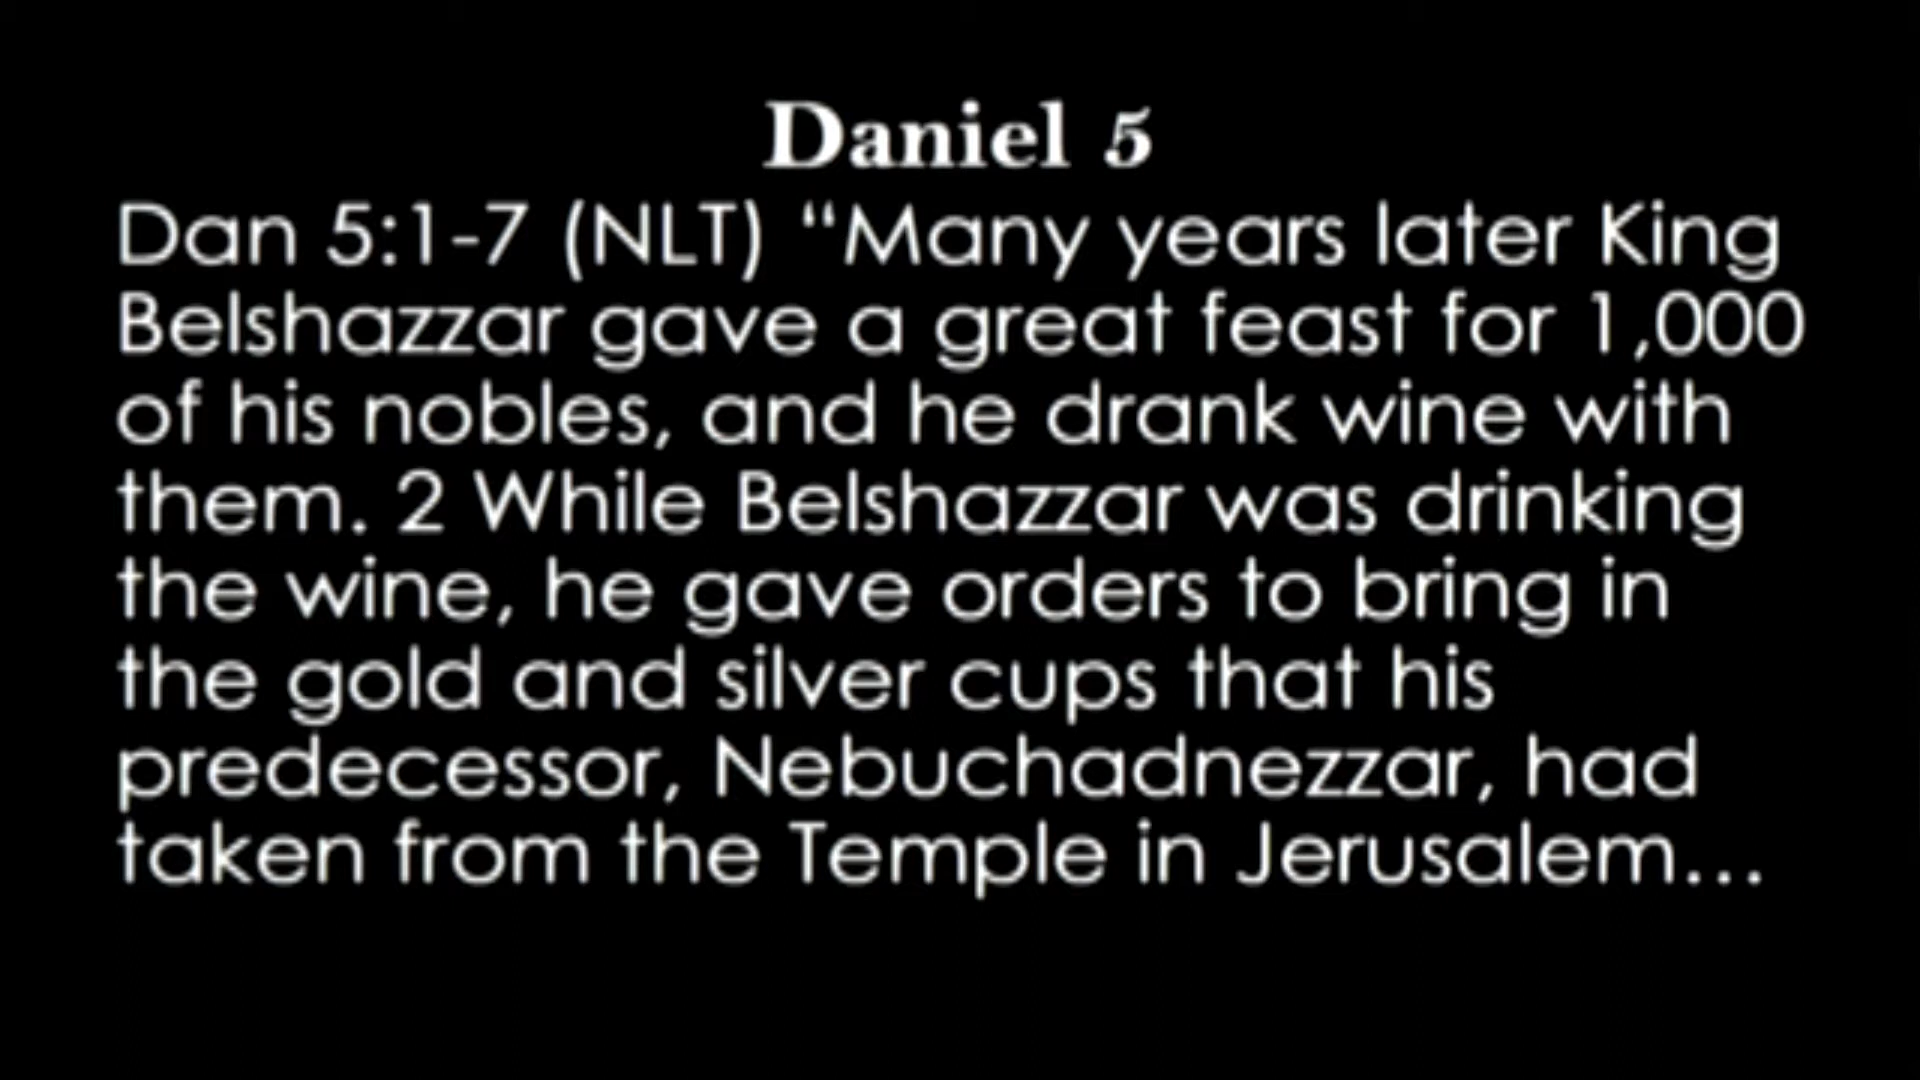 Daniel 5
Dan 5:1-7 (NLT) “Many years later King
Belshazzar gave a great feast for 1,000
of his nobles, and he drank wine with
them. 2 While Belshazzar was drinking
the wine, he gave orders to bring in
the gold and silver cups that his
predecessor, Nebuchadnezzar, had
taken from the Temple in Jerusalem…